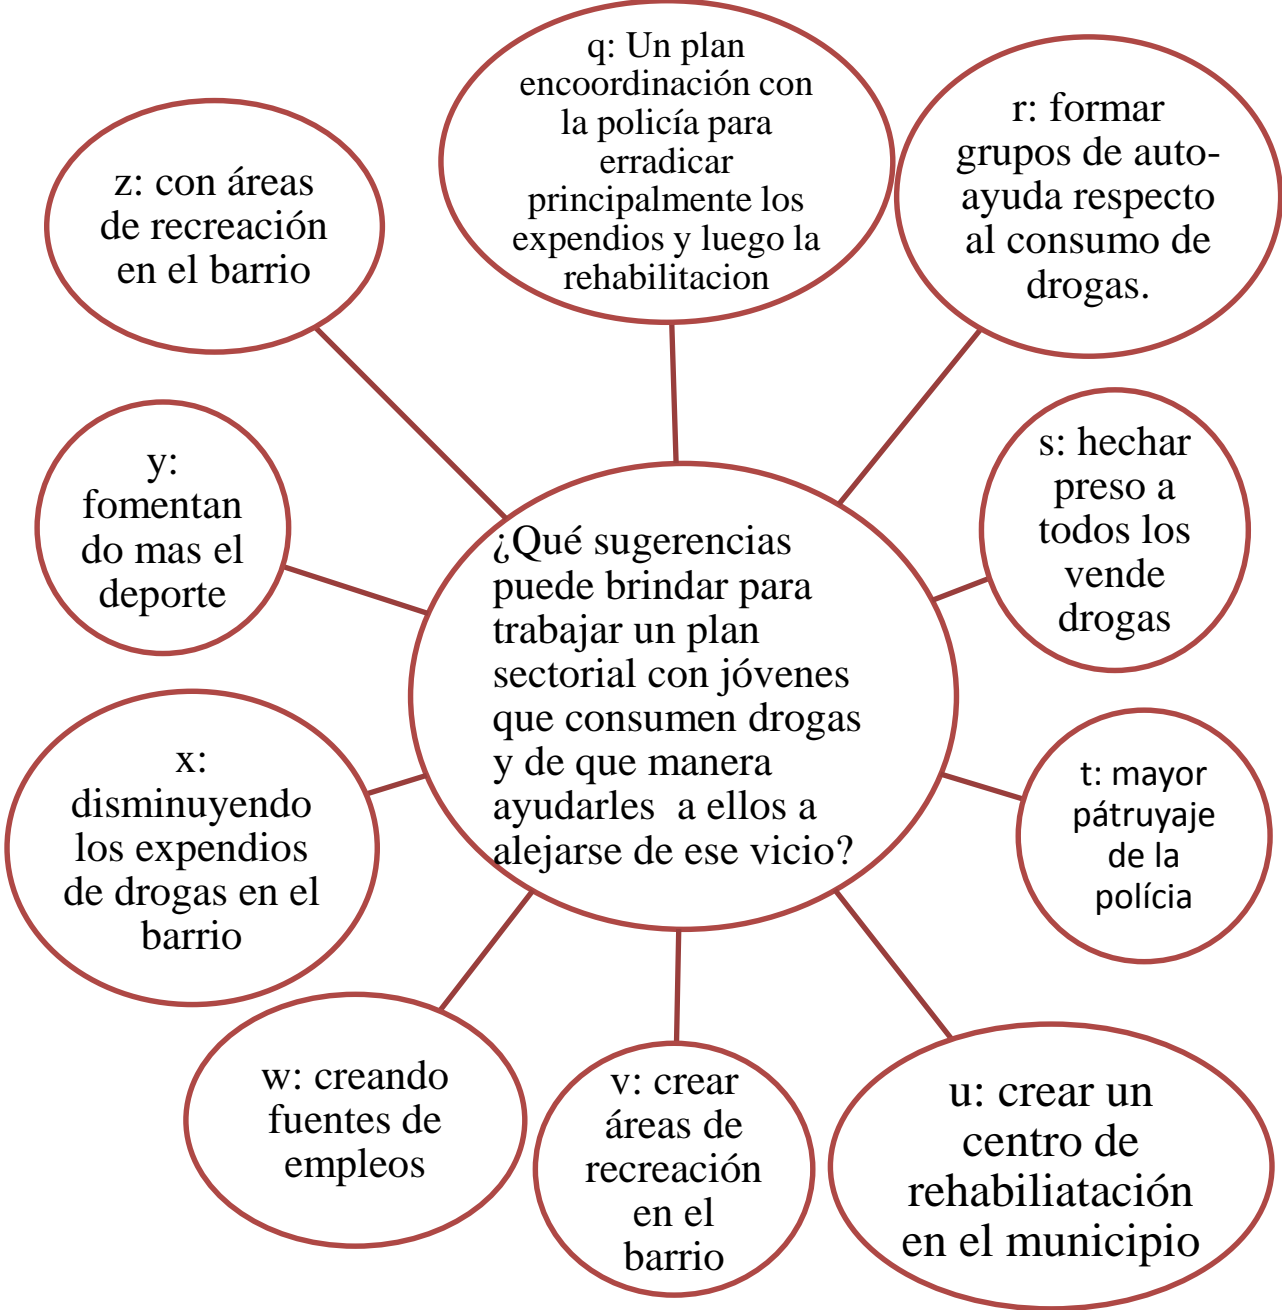 q: Un plan
encoordinación con
la policía para
erradicar
principalmente los
expendios y luego la
rehabilitacion
r: formar
grupos de auto-
ayuda respecto
al consumo de
drogas.
s: hechar
preso a
todos los
vende
drogas
t: mayor
pátruyaje
de la
polícia
u: crear un
centro de
rehabiliatación
en el municipio
v: crear
áreas de
recreación
en el
barrio
w: creando
fuentes de
empleos
x:
disminuyendo
los expendios
de drogas en el
barrio
y:
fomentan
do mas el
deporte
z: con áreas
de recreación
en el barrio
¿Qué sugerencias
puede brindar para
trabajar un plan
sectorial con jóvenes
que consumen drogas
y de que manera
ayudarles  a ellos a
alejarse de ese vicio?